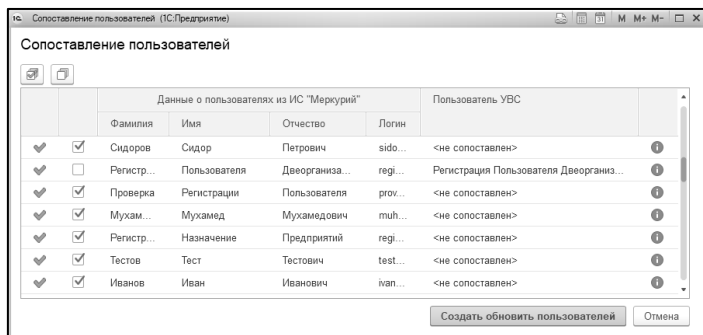 Сопоставление пользователей (1С:Предприятие)
M M+ M-
Сопоставление пользователей
Данные о пользователях из ИС "Меркурий" Пользователь УВС
Фамилия Имя Отчество Логин
Сидоров Сидор Петрович sido... <не сопоставлен>
Регистр... Пользователя Двеорганиза... regi... Регистрация Пользователя Двеорганиз...
Проверка Регистрации Пользователя prov... <не сопоставлен>
Мухам... Мухамед Мухамедович muh... <не сопоставлен>
Регистр... Назначение Предприятий regi... <не сопоставлен>
Тестов Тест Тестович test... <не сопоставлен>
Иванов Иван Иванович ivan... <не сопоставлен>
Создать обновить пользователей Отмена